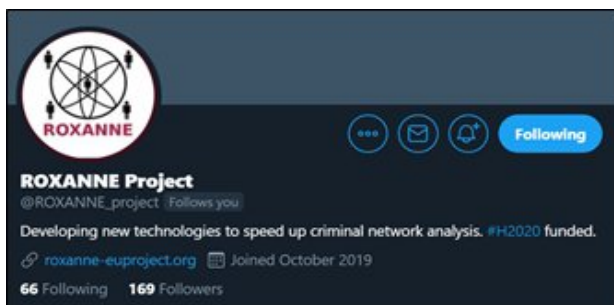 ROXANNE
Following
ROXANNE Project
@ROXANNE_project Follows you
Developing new technologies to speed up criminal network analysis. #H2020 funded.
roxanne-euproject.org Joined October 2019
66 Following 169 Followers